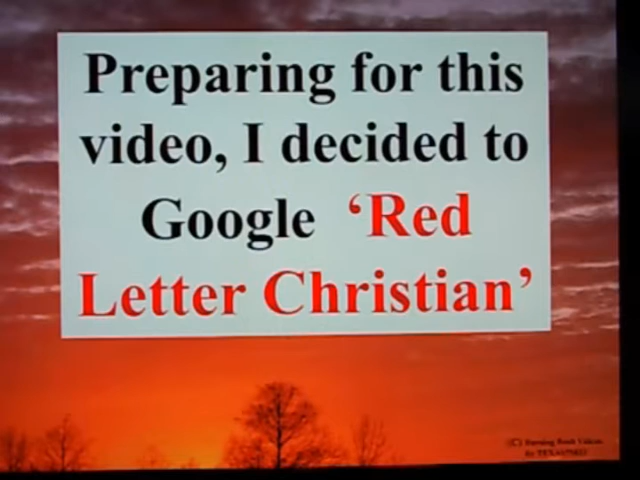 Preparing for this
video, I decided to
Google ‘Red
Letter Christian’